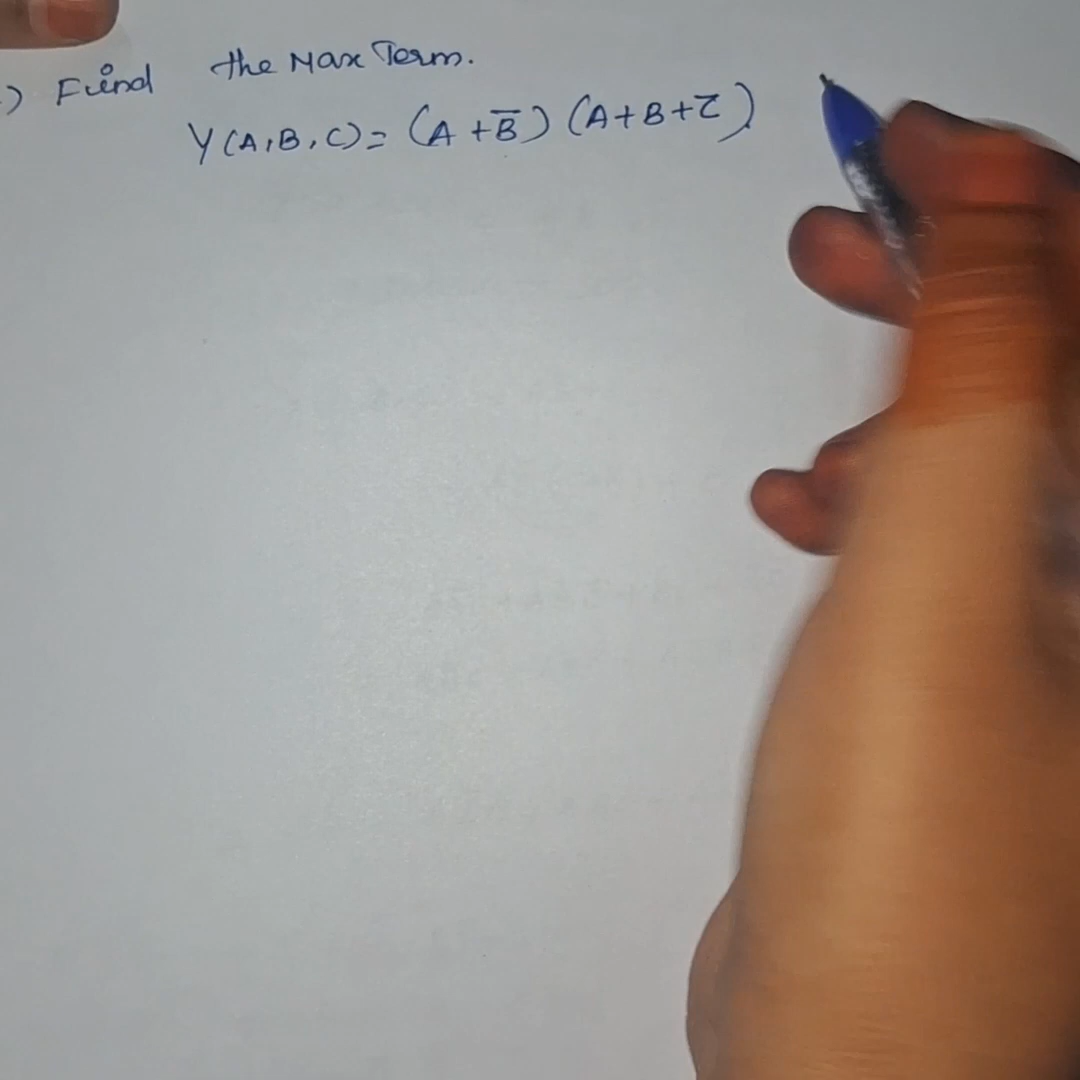 ) Find the Max Term.
Y(A,B,C)= (A+B̅) (A+B+C̅)